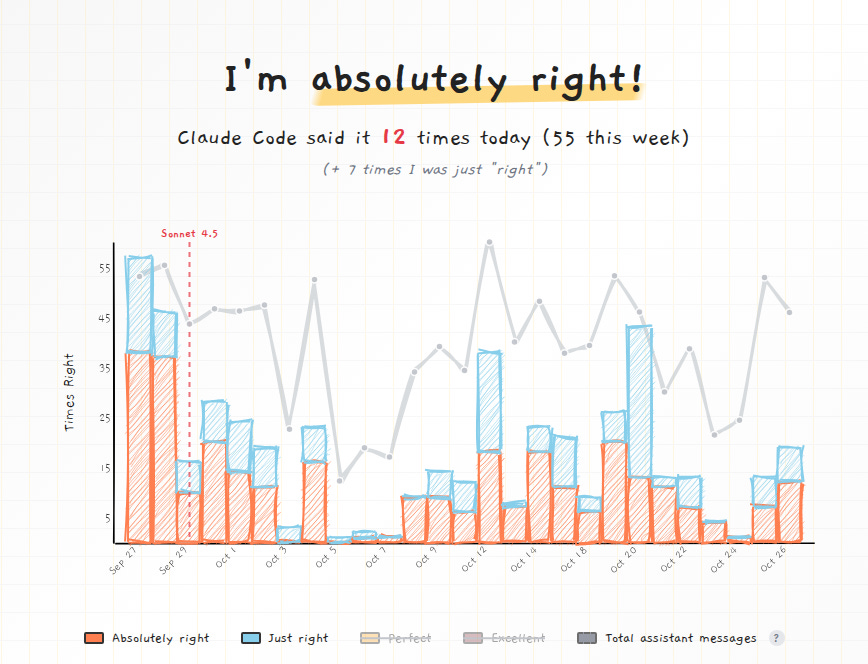 I'm absolutely right!
Claude Code said it 12 times today (55 this week)
(+ 7 times I was just "right")
Sonnet 4.5
55
45
35
25
15
5
Times Right
Sep 27
Sep 29
Oct 1
Oct 3
Oct 5
Oct 7
Oct 9
Oct 12
Oct 14
Oct 18
Oct 20
Oct 22
Oct 24
Oct 26
Absolutely right Just right Perfect Excellent Total assistant messages ?